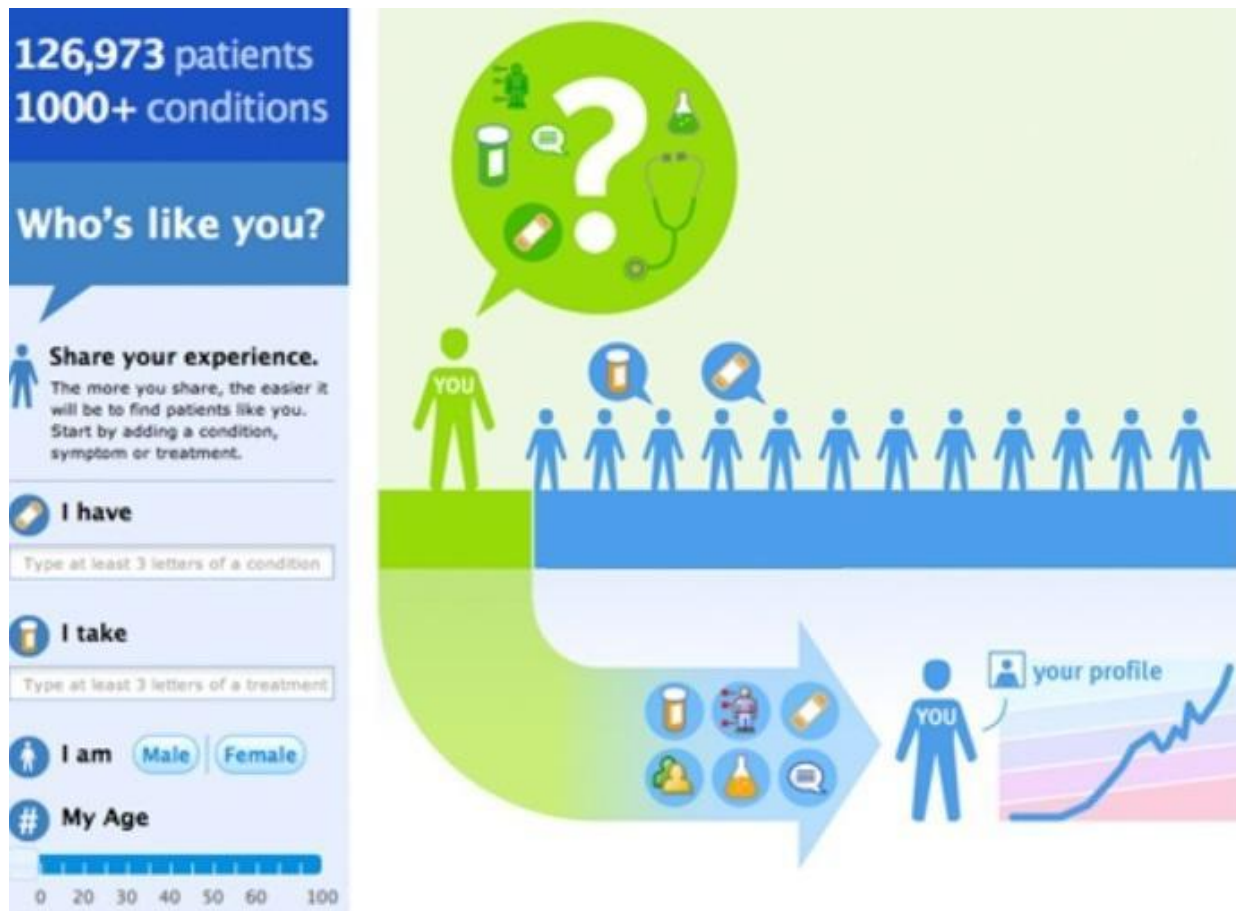 126,973 patients
1000+ conditions
Who's like you?
Share your experience.
The more you share, the easier it
will be to find patients like you.
Start by adding a condition,
symptom or treatment.
I have
Type at least 3 letters of a condition
I take
Type at least 3 letters of a treatment
I am Male Female
# My Age
0 20 30 40 50 60 100
?
YOU
YOU
your profile